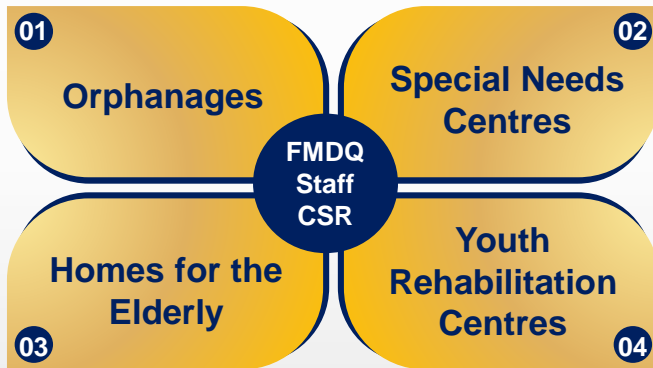 01
Orphanages
02
Special Needs
Centres
FMDQ
Staff
CSR
Homes for the
Elderly
03
Youth
Rehabilitation
Centres
04